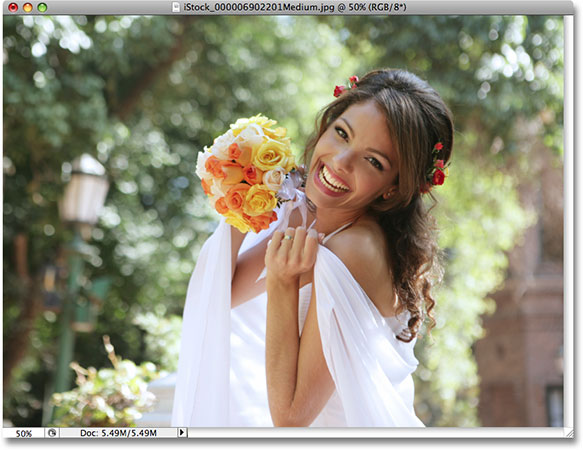 iStock_000006902201Medium.jpg @ 50% (RGB/8*)
50% Doc: 5.49M/5.49M